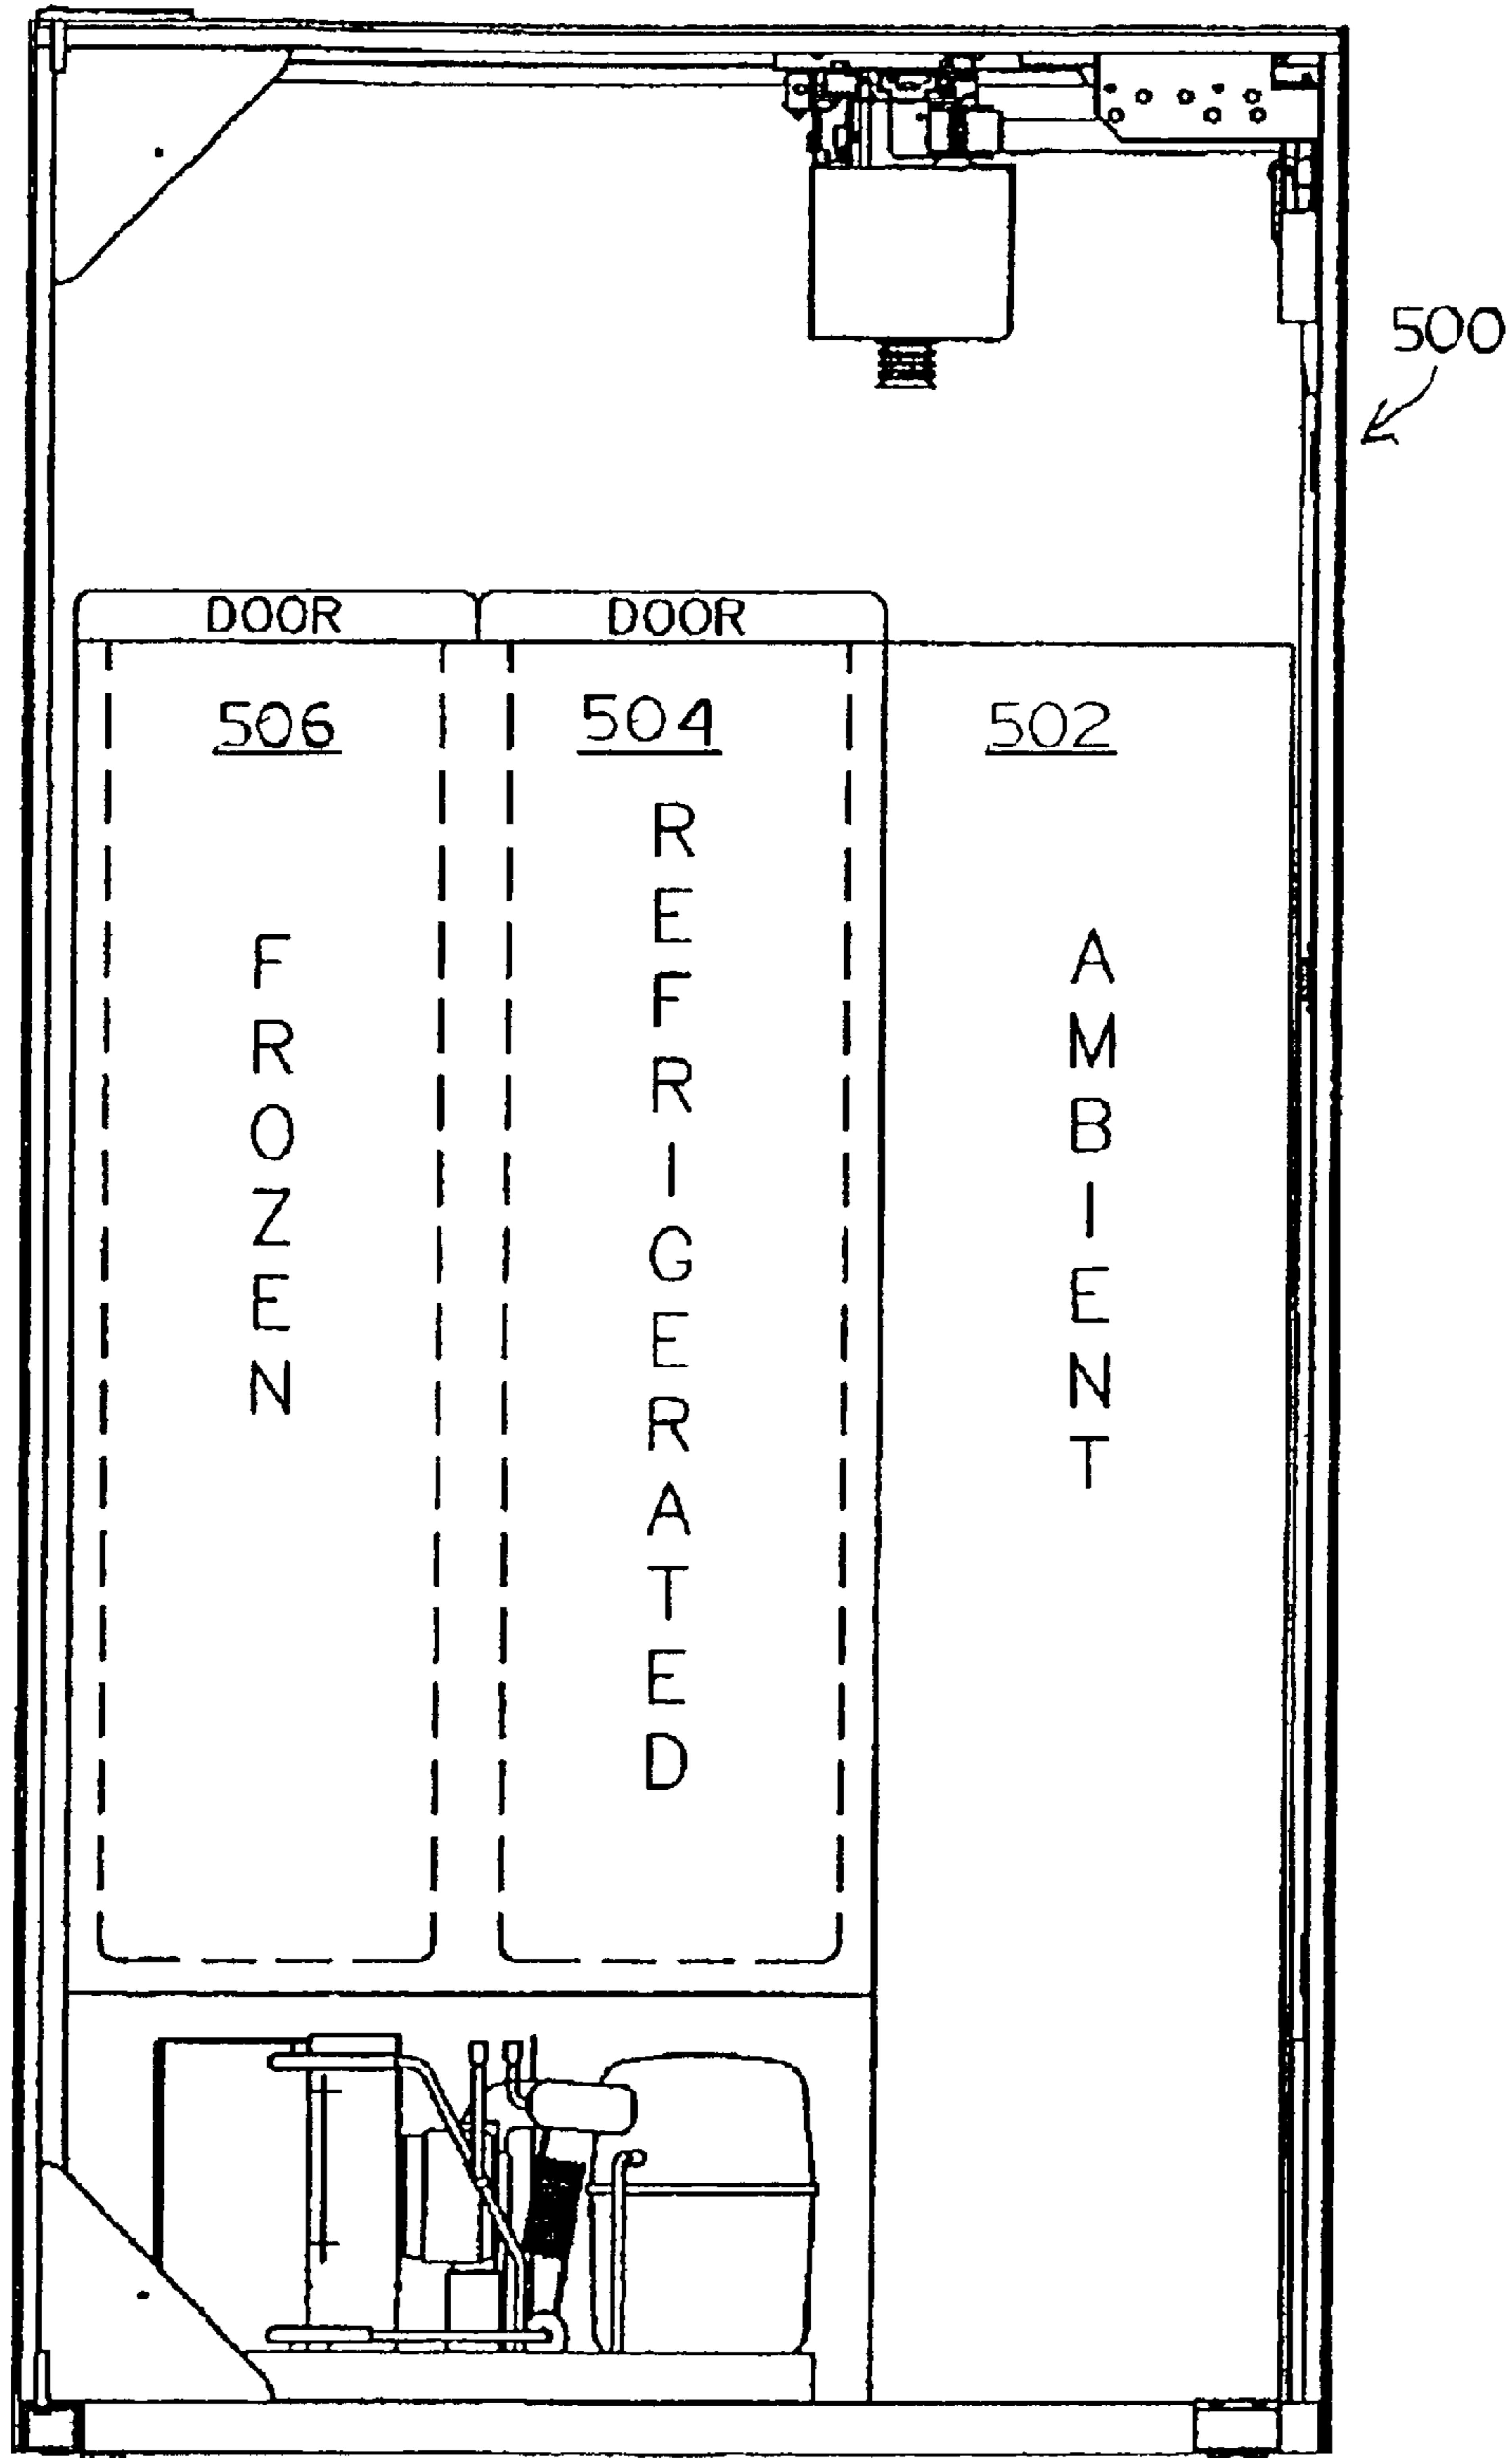 500
DOOR DOOR
506 504 502
FROZEN
REFRIGERATED
AMBIENT